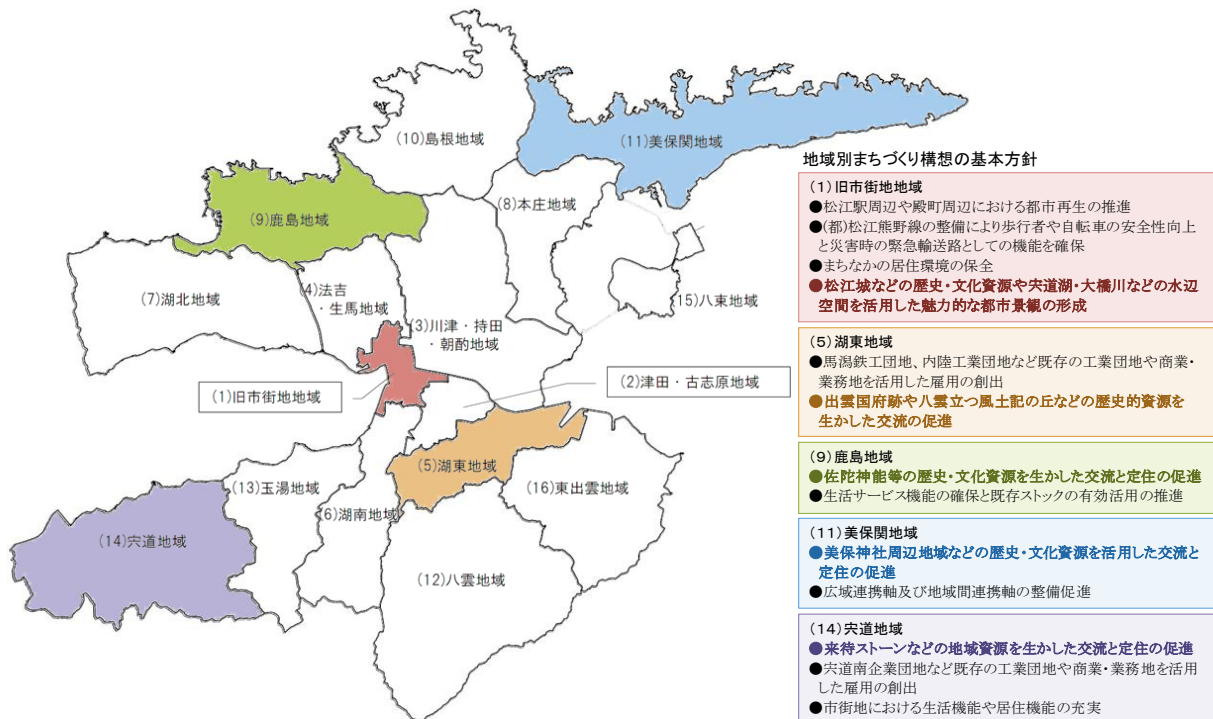 (10)島根地域
(11)美保関地域
(9)鹿島地域
(8)本庄地域
(7)湖北地域
(4)法吉
・生馬地域
(15)八束地域
(3)川津・持田
・朝酌地域
(1)旧市街地地域
(2)津田・古志原地域
(5)湖東地域
(13)玉湯地域
(16)東出雲地域
(6)湖南地域
(14)宍道地域
(12)八雲地域
地域別まちづくり構想の基本方針
(1)旧市街地地域
●松江駅周辺や殿町周辺における都市再生の推進
●(都)松江熊野線の整備により歩行者や自転車の安全性向上
と災害時の緊急輸送路としての機能を確保
●まちなかの居住環境の保全
●松江城などの歴史・文化資源や宍道湖・大橋川などの水辺
空間を活用した魅力的な都市景観の形成
(5)湖東地域
●馬潟鉄工団地、内陸工業団地など既存の工業団地や商業・
業務地を活用した雇用の創出
●出雲国府跡や八雲立つ風土記の丘などの歴史的資源を
生かした交流の促進
(9)鹿島地域
●佐陀神能等の歴史・文化資源を生かした交流と定住の促進
●生活サービス機能の確保と既存ストックの有効活用の推進
(11)美保関地域
●美保神社周辺地域などの歴史・文化資源を活用した交流と
定住の促進
●広域連携軸及び地域間連携軸の整備促進
(14)宍道地域
●来待ストーンなどの地域資源を生かした交流と定住の促進
●宍道南企業団地など既存の工業団地や商業・業務地を活用
した雇用の創出
●市街地における生活機能や居住機能の充実